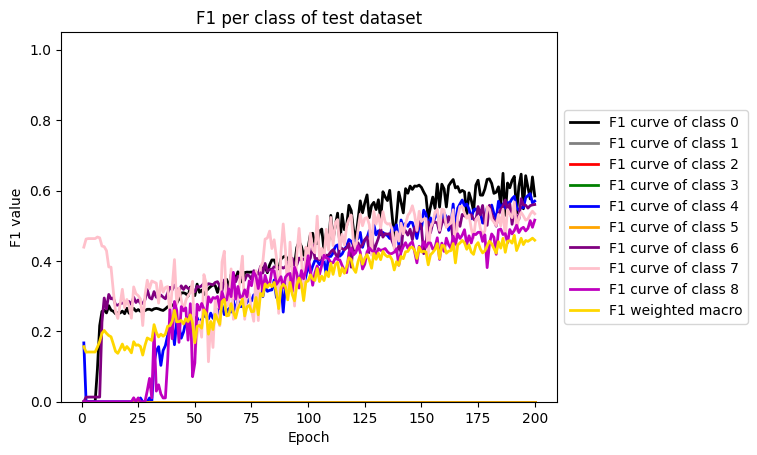 F1 per class of test dataset
F1 value
1.0
0.8
0.6
0.4
0.2
0.0
0
25
50
75
100
125
150
175
200
Epoch
F1 curve of class 0
F1 curve of class 1
F1 curve of class 2
F1 curve of class 3
F1 curve of class 4
F1 curve of class 5
F1 curve of class 6
F1 curve of class 7
F1 curve of class 8
F1 weighted macro